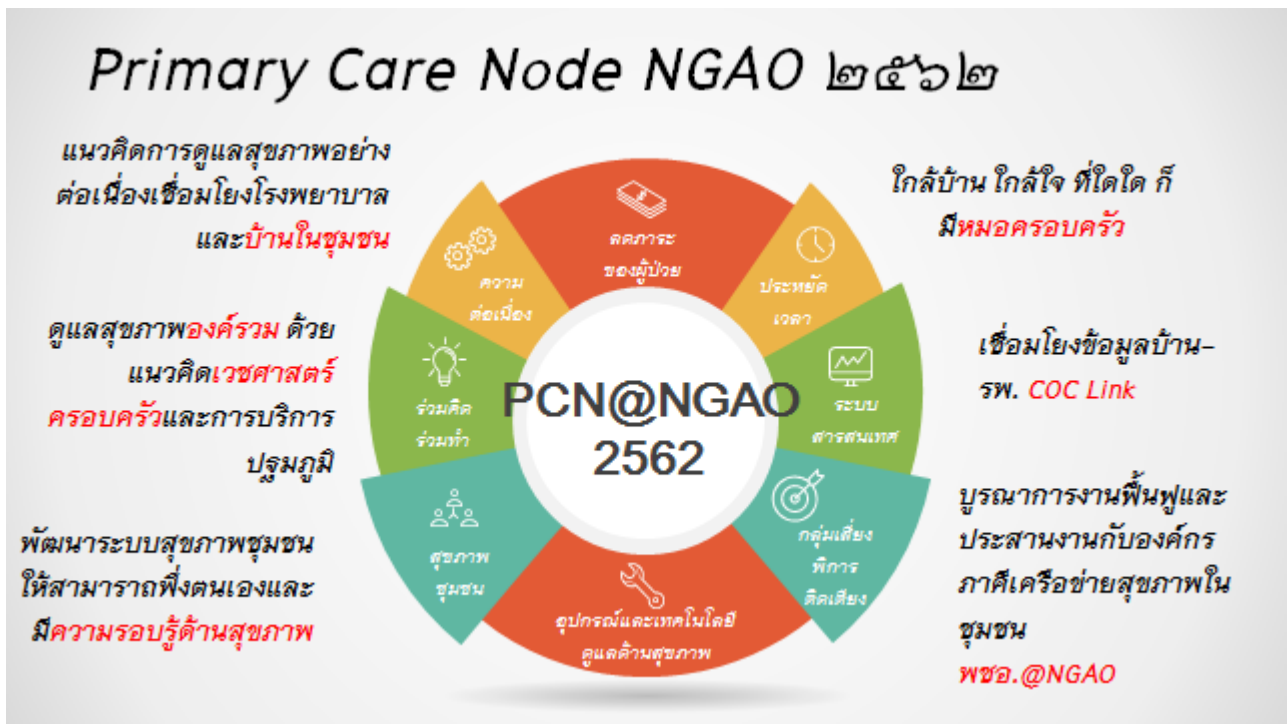 Primary Care Node NGAO ๒๕๖๒
แนวคิดการดูแลสุขภาพอย่าง
ต่อเนื่องเชื่อมโยงโรงพยาบาล
และบ้านในชุมชน
ดูแลสุขภาพองค์รวม ด้วย
แนวคิดเวชศาสตร์
ครอบครัวและการบริการ
ปฐมภูมิ
พัฒนาระบบสุขภาพชุมชน
ให้สามาราถพึ่งตนเองและ
มีความรอบรู้ด้านสุขภาพ
ลดภาระ
ของผู้ป่วย
ประหยัด
เวลา
ระบบ
สารสนเทศ
กลุ่มเสี่ยง
พิการ
ติดเตียง
อุปกรณ์และเทคโนโลยี
ดูแลด้านสุขภาพ
สุขภาพ
ชุมชน
ร่วมคิด
ร่วมทำ
ความ
ต่อเนื่อง
PCN@NGAO
2562
ใกล้บ้าน ใกล้ใจ ที่ใดใด ก็
มีหมอครอบครัว
เชื่อมโยงข้อมูลบ้าน-
รพ. COC Link
บูรณาการงานฟื้นฟูและ
ประสานงานกับองค์กร
ภาคีเครือข่ายสุขภาพใน
ชุมชน
พชอ.@NGAO